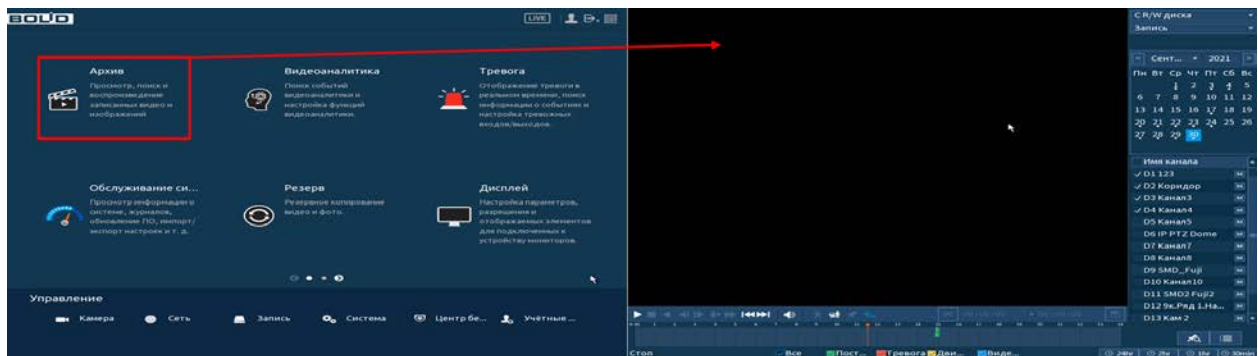 BOLID
LIVE
Архив
Просмотр, поиск и
воспроизведение
записанных видео и
изображений
Видеоаналитика
Поиск событий
видеоаналитики и
настройка функций
видеоаналитики.
Тревога
Отображение тревоги в
реальном времени, поиск
информации о событиях и
настройка тревожных
входов/выходов.
Обслуживание си...
Просмотр информации о
системе, журналов,
обновление ПО, импорт/
экспорт настроек и т. д.
Резерв
Резервное копирование
видео и фото.
Дисплей
Настройка параметров,
разрешения и
отображаемых элементов
для подключенных к
устройству мониторов.
Управление
Камера
Сеть
Запись
Система
Центр бе...
Учётные ...
С R/W диска
Запись
Сент... 2021
Пн Вт Ср Чт Пт Сб Вс
1 2 3 4 5
6 7 8 9 10 11 12
13 14 15 16 17 18 19
20 21 22 23 24 25 26
27 28 29 30
Имя канала
D1 123
D2 Коридор
D3 Канал3
D4 Канал4
D5 Канал5
D6 IP PTZ Dome
D7 Канал7
D8 Канал8
D9 SMD_Fuji
D10 Канал10
D11 SMD2 Fuji2
D12 9к.Ряд 1.На...
D13 Кам 2
Стоп
Все
Пост...
Тревога
Дви...
Виде...
24ч
2ч
1ч
30мин